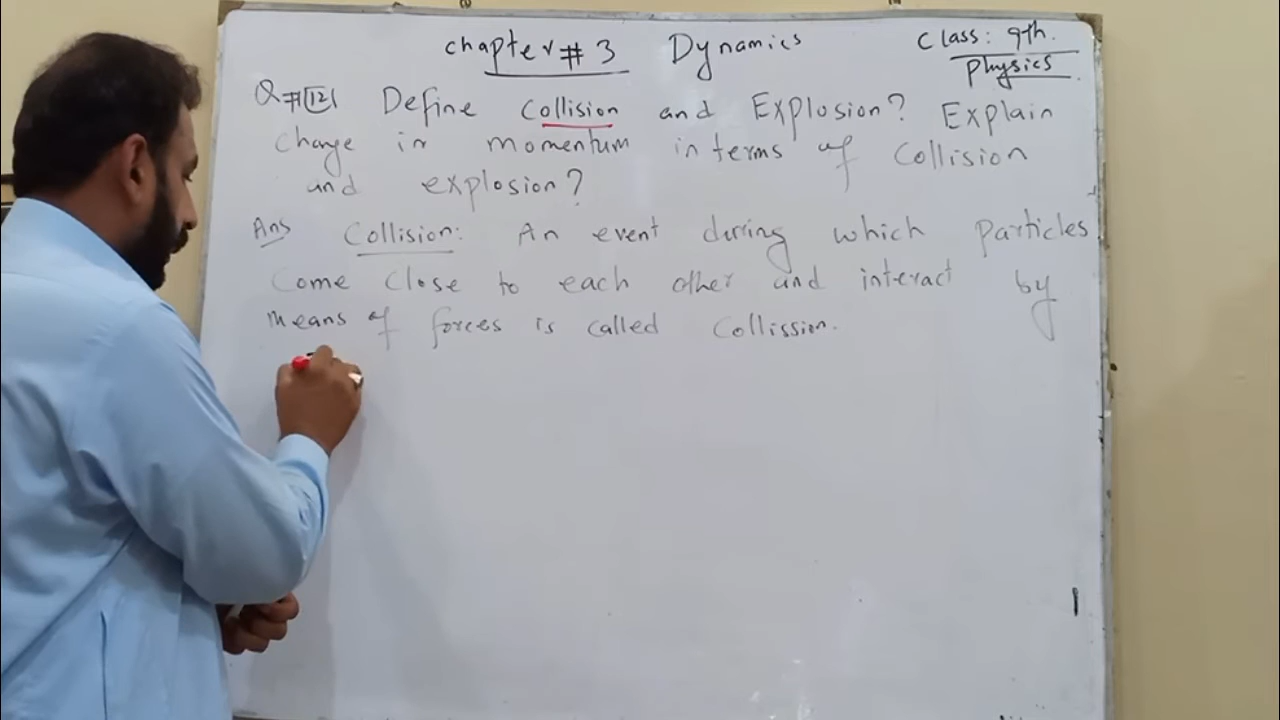 Chapter # 3 Dynamics Class: 9th.
Physics
Q#(12) Define Collision and Explosion? Explain
change in momentum in terms of Collision
and explosion?
Ans Collision: An event during which Particles
Come Close to each other and interact by
means of forces is called Collission.